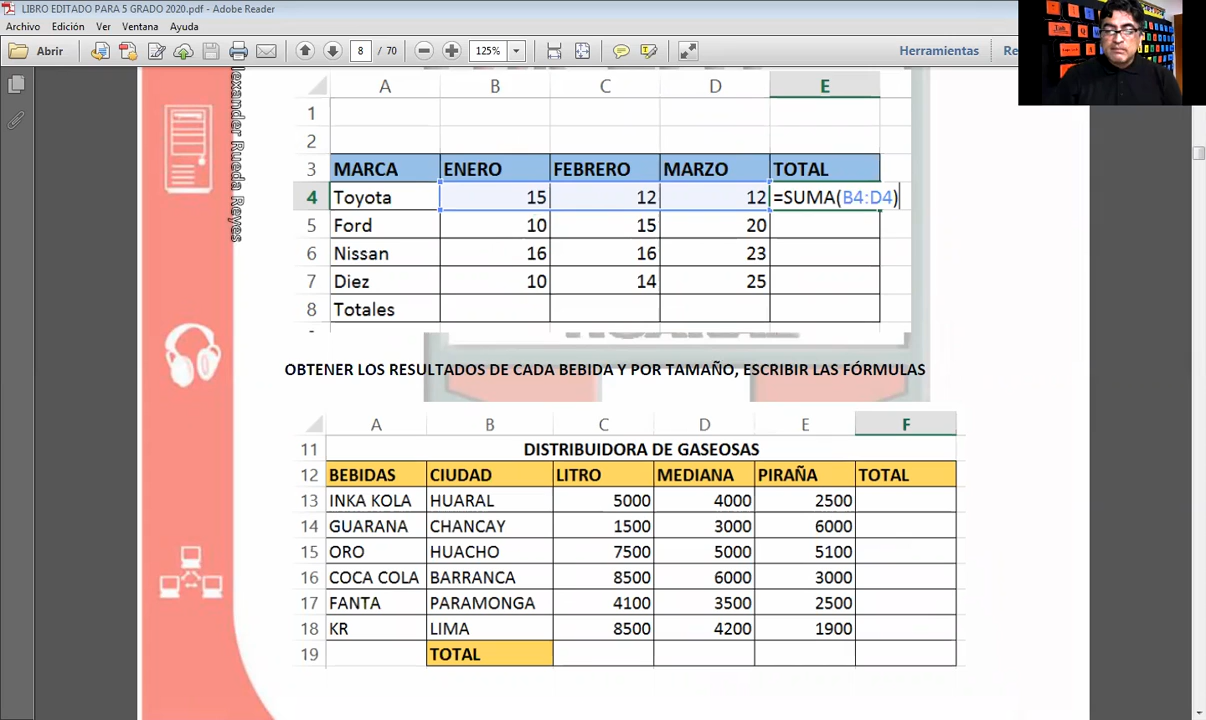 LIBRO EDITADO PARA 5 GRADO 2020.pdf - Adobe Reader
Archivo Edición Ver Ventana Ayuda
Abrir 8 / 70 125% Herramientas
lexander Rueda Reyes
A B C D E
1
2
3 MARCA ENERO FEBRERO MARZO TOTAL
4 Toyota 15 12 12 =SUMA(B4:D4)
5 Ford 10 15 20
6 Nissan 16 16 23
7 Diez 10 14 25
8 Totales
OBTENER LOS RESULTADOS DE CADA BEBIDA Y POR TAMAÑO, ESCRIBIR LAS FÓRMULAS
A B C D E F
11 DISTRIBUIDORA DE GASEOSAS
12 BEBIDAS CIUDAD LITRO MEDIANA PIRAÑA TOTAL
13 INKA KOLA HUARAL 5000 4000 2500
14 GUARANA CHANCAY 1500 3000 6000
15 ORO HUACHO 7500 5000 5100
16 COCA COLA BARRANCA 8500 6000 3000
17 FANTA PARAMONGA 4100 3500 2500
18 KR LIMA 8500 4200 1900
19 TOTAL